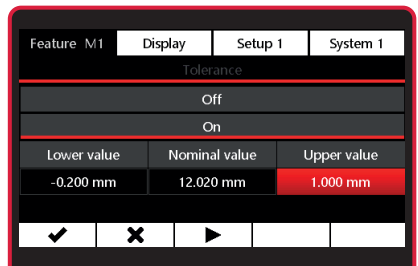 Feature M1 Display Setup 1 System 1
Tolerance
Off
On
Lower value Nominal value Upper value
-0.200 mm 12.020 mm 1.000 mm